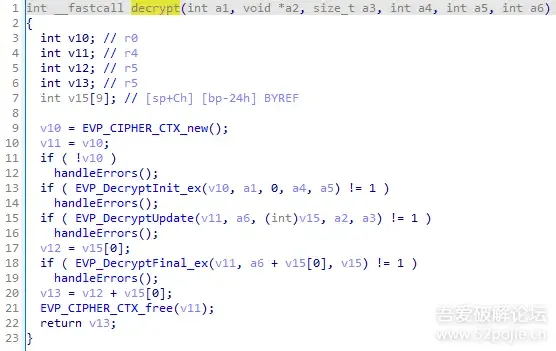 1 int __fastcall decrypt(int a1, void *a2, size_t a3, int a4, int a5, int a6)
2 {
3 int v10; // r0
4 int v11; // r4
5 int v12; // r5
6 int v13; // r5
7 int v15[9]; // [sp+Ch] [bp-24h] BYREF
8
9 v10 = EVP_CIPHER_CTX_new();
10 v11 = v10;
11 if ( !v10 )
12 handleErrors();
13 if ( EVP_DecryptInit_ex(v10, a1, 0, a4, a5) != 1 )
14 handleErrors();
15 if ( EVP_DecryptUpdate(v11, a6, (int)v15, a2, a3) != 1 )
16 handleErrors();
17 v12 = v15[0];
18 if ( EVP_DecryptFinal_ex(v11, a6 + v15[0], v15) != 1 )
19 handleErrors();
20 v13 = v12 + v15[0];
21 EVP_CIPHER_CTX_free(v11);
22 return v13;
23 }
吾爱破解论坛
www.52pojie.cn